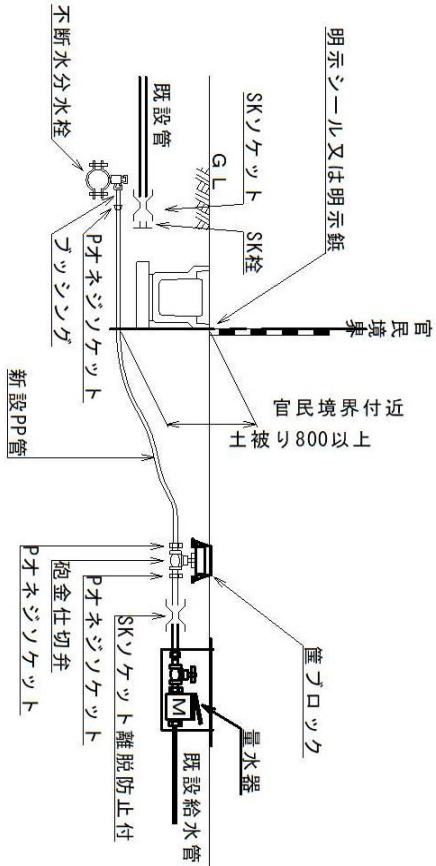 明示シール又は明示鋲
GL
SKソケット
SK栓
既設管
不断水分水栓
Pオネジソケット
ブッシング
新設PP管
官民境界
官民境界付近
土被り800以上
筐ブロック
量水器
M
既設給水管
SKソケット離脱防止付
Pオネジソケット
砲金仕切弁
Pオネジソケット